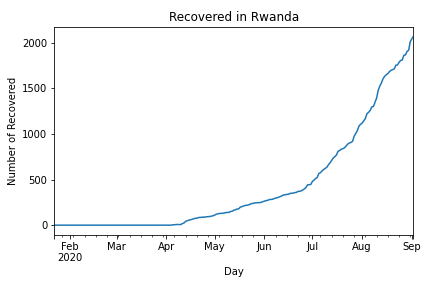 Recovered in Rwanda
Number of Recovered
2000
1500
1000
500
0
Feb Mar Apr May Jun Jul Aug Sep
2020
Day